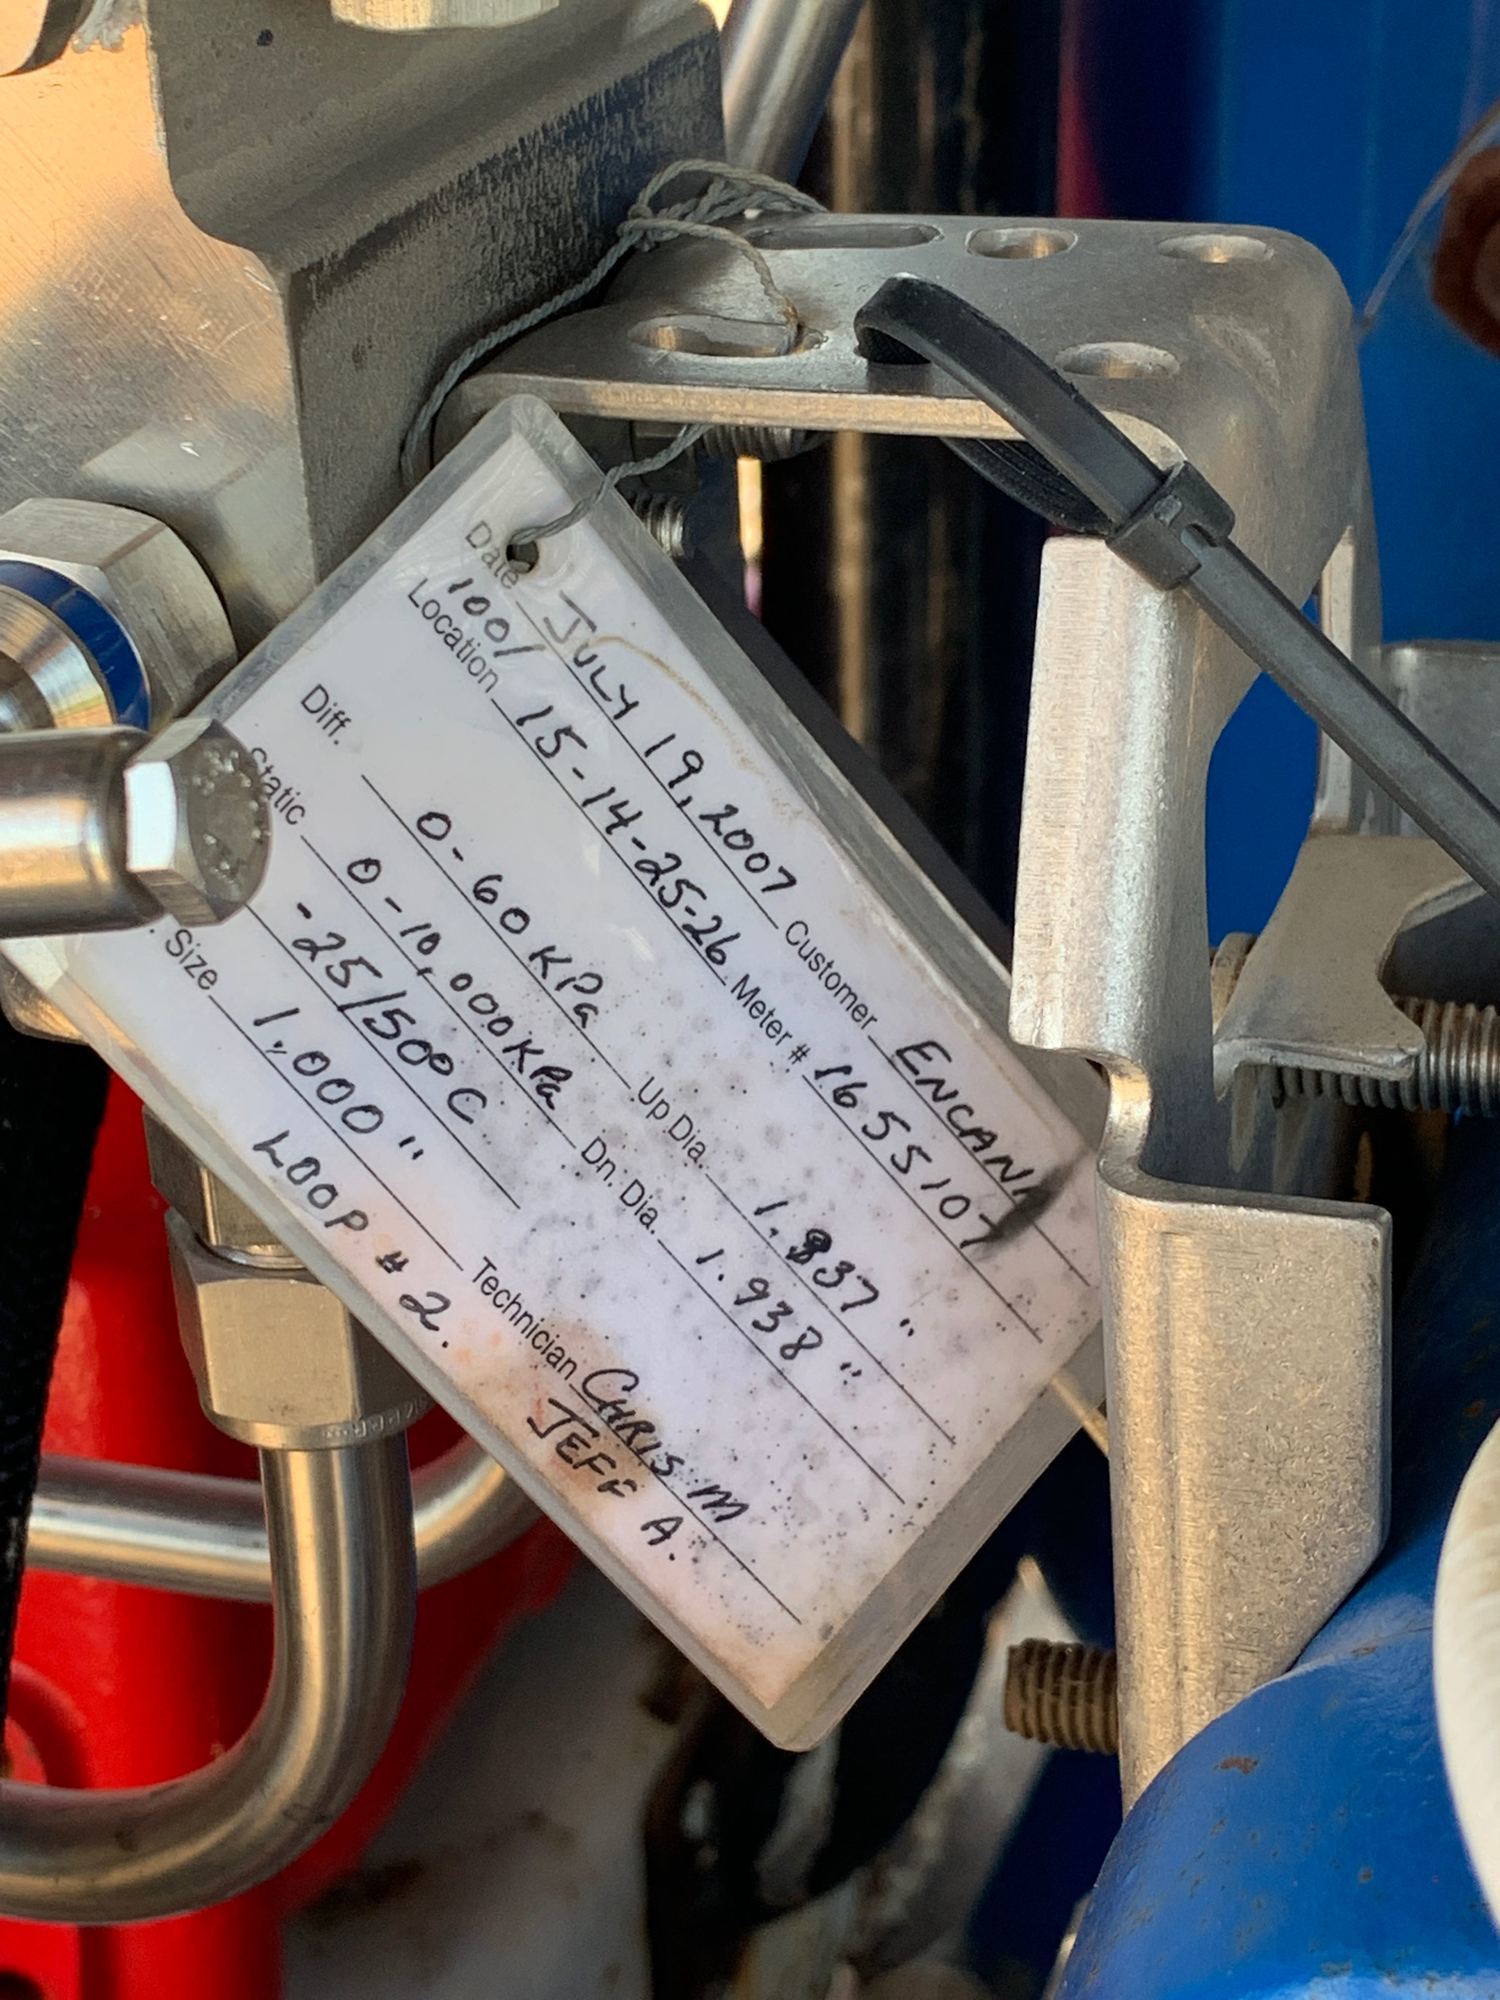 Date JULY 19, 2007 Customer ENCANA
100/
Location 15-14-25-26 Meter # 1655107
Diff. 0-60 KPa Up Dia. 1.937"
Static 0-10,000 KPa Dn. Dia. 1.938"
-25/50°C
Size 1.000" Technician CHRIS M
LOOP #2. JEFF A.